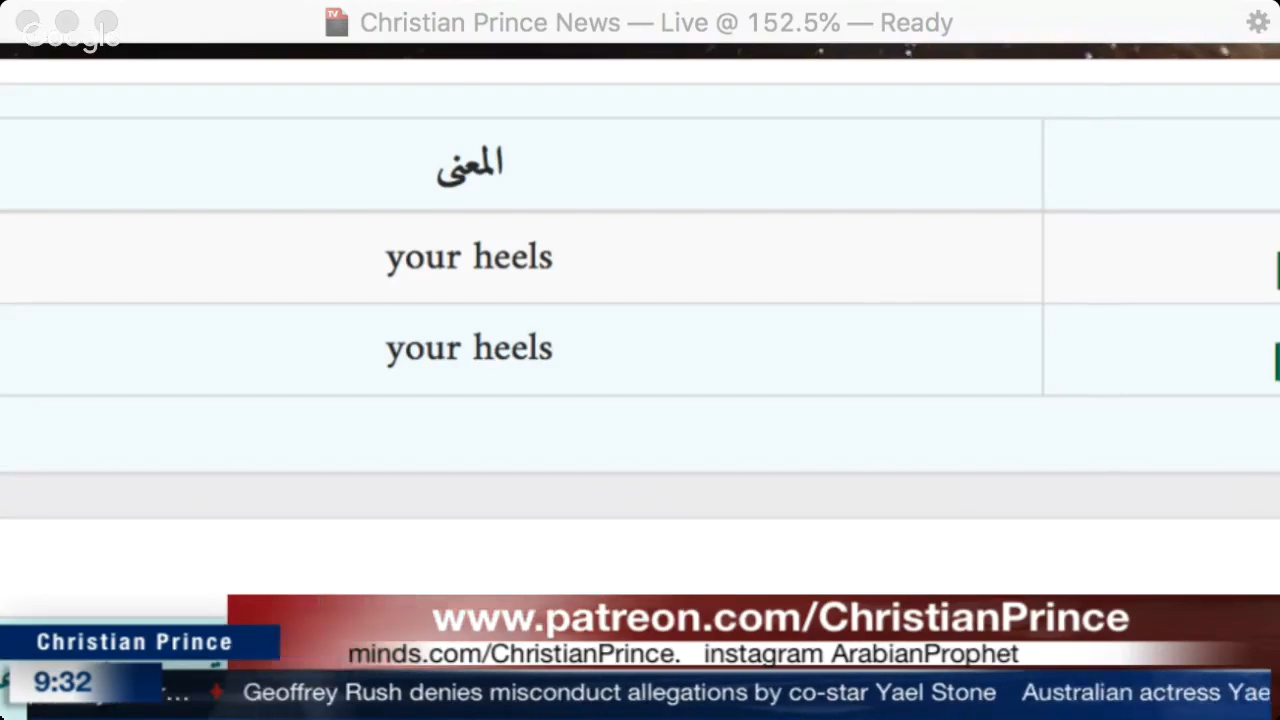 Christian Prince News — Live @ 152.5% — Ready
Google
المعنى
your heels
your heels
www.patreon.com/ChristianPrince
Christian Prince
minds.com/ChristianPrince. instagram ArabianProphet
9:32
... Geoffrey Rush denies misconduct allegations by co-star Yael Stone Australian actress Yae